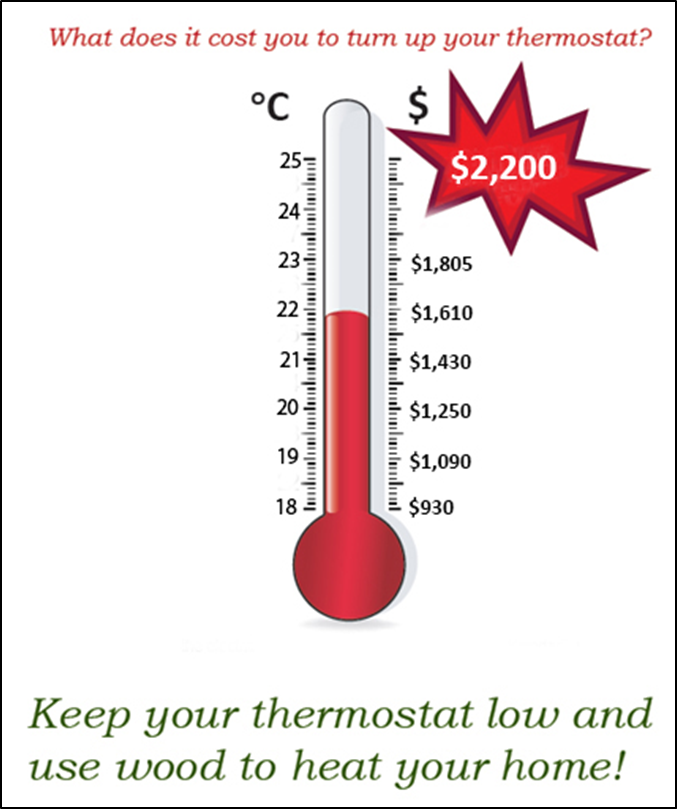 What does it cost you to turn up your thermostat?
°C $
$2,200
25
24
23 $1,805
22 $1,610
21 $1,430
20 $1,250
19 $1,090
18 $930
Keep your thermostat low and
use wood to heat your home!